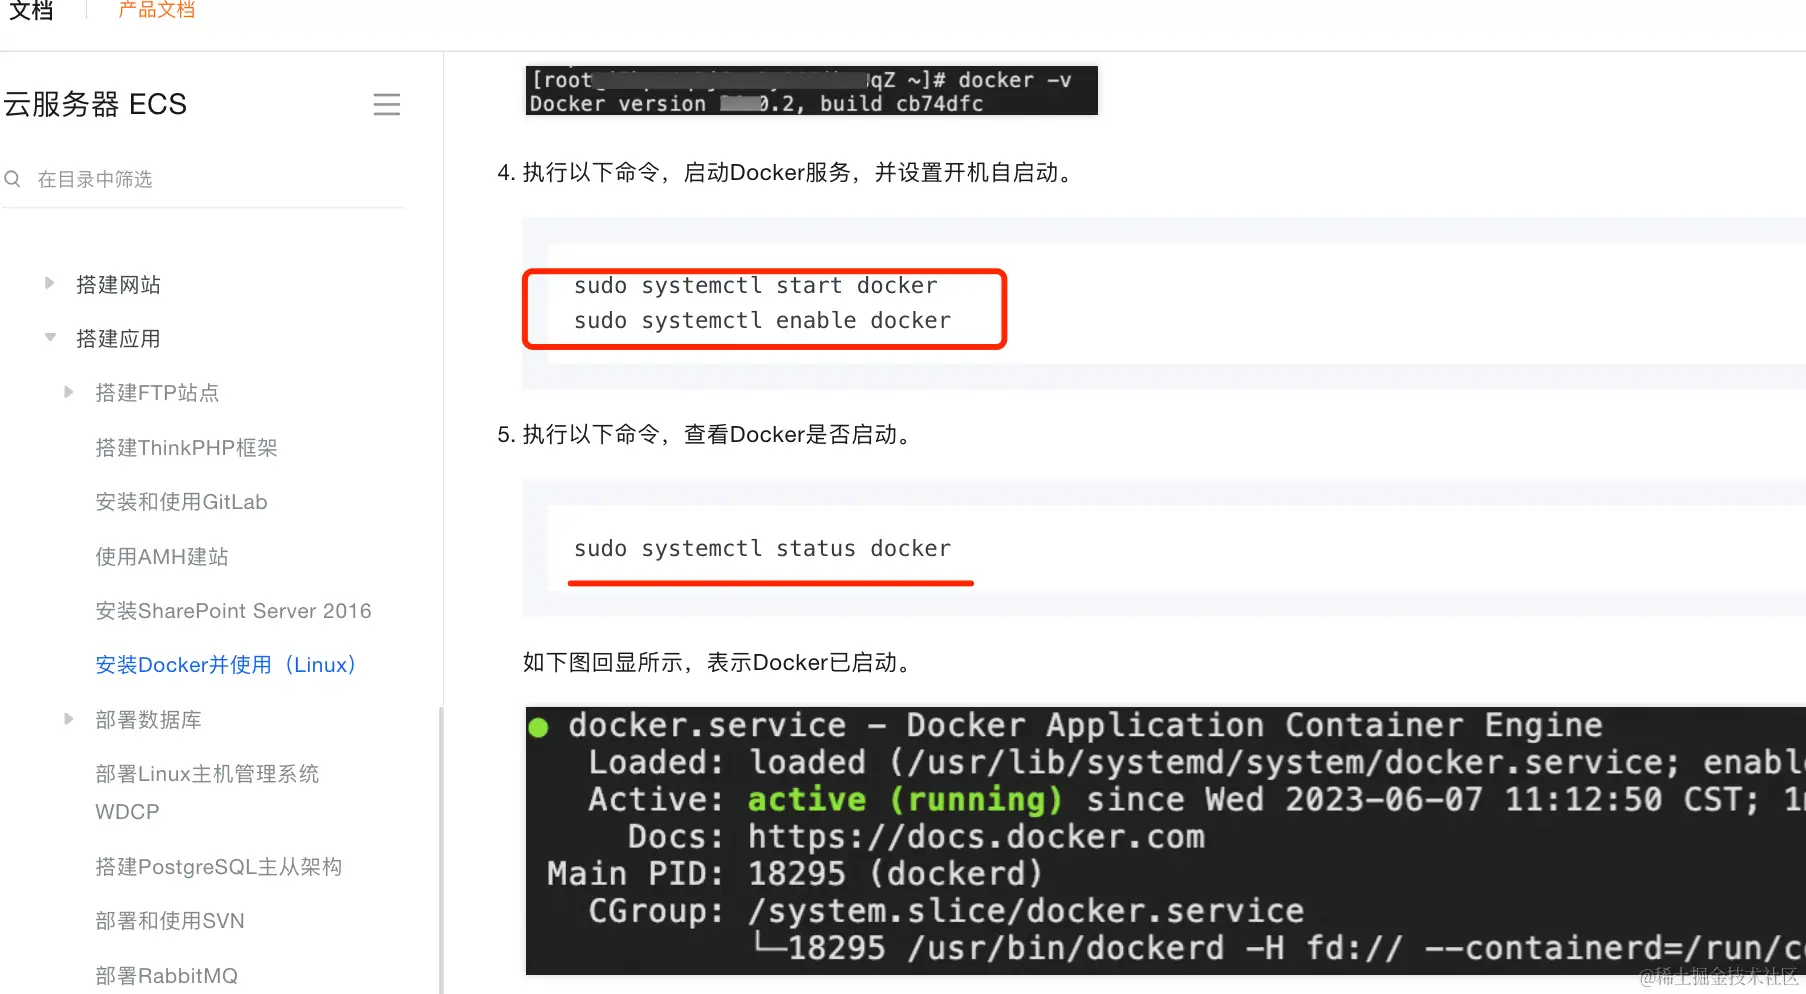 文档
产品文档
云服务器 ECS
在目录中筛选
搭建网站
搭建应用
搭建FTP站点
搭建ThinkPHP框架
安装和使用GitLab
使用AMH建站
安装SharePoint Server 2016
安装Docker并使用（Linux）
部署数据库
部署Linux主机管理系统
WDCP
搭建PostgreSQL主从架构
部署和使用SVN
部署RabbitMQ
[root qZ ~]# docker -v
Docker version 0.2, build cb74dfc
4. 执行以下命令，启动Docker服务，并设置开机自启动。
sudo systemctl start docker
sudo systemctl enable docker
5. 执行以下命令，查看Docker是否启动。
sudo systemctl status docker
如下图回显所示，表示Docker已启动。
● docker.service - Docker Application Container Engine
Loaded: loaded (/usr/lib/systemd/system/docker.service; enabl
Active: active (running) since Wed 2023-06-07 11:12:50 CST; 1
Docs: https://docs.docker.com
Main PID: 18295 (dockerd)
CGroup: /system.slice/docker.service
└─18295 /usr/bin/dockerd -H fd:// --containerd=/run/c
@稀土掘金技术社区